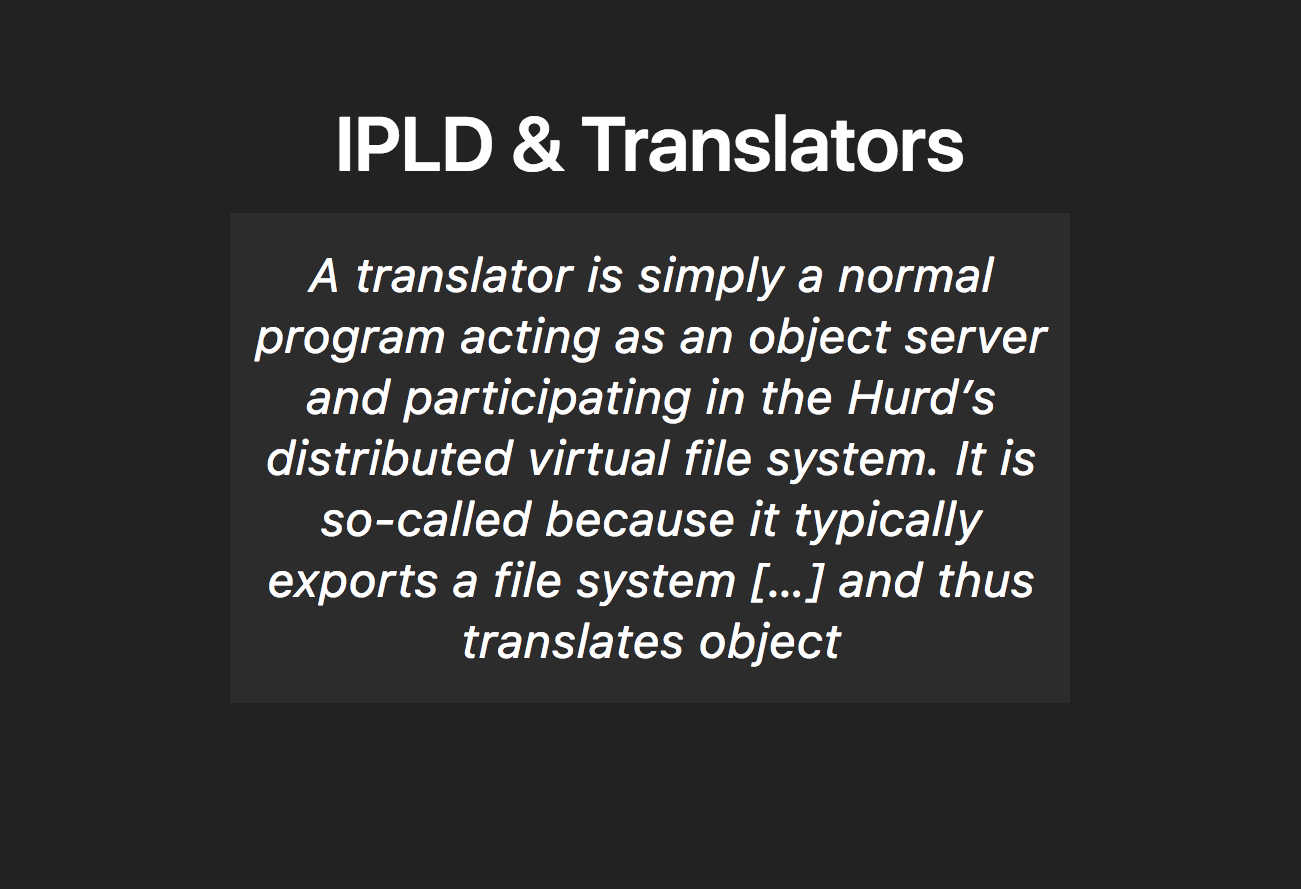 IPLD & Translators
A translator is simply a normal
program acting as an object server
and participating in the Hurd’s
distributed virtual file system. It is
so-called because it typically
exports a file system […] and thus
translates object